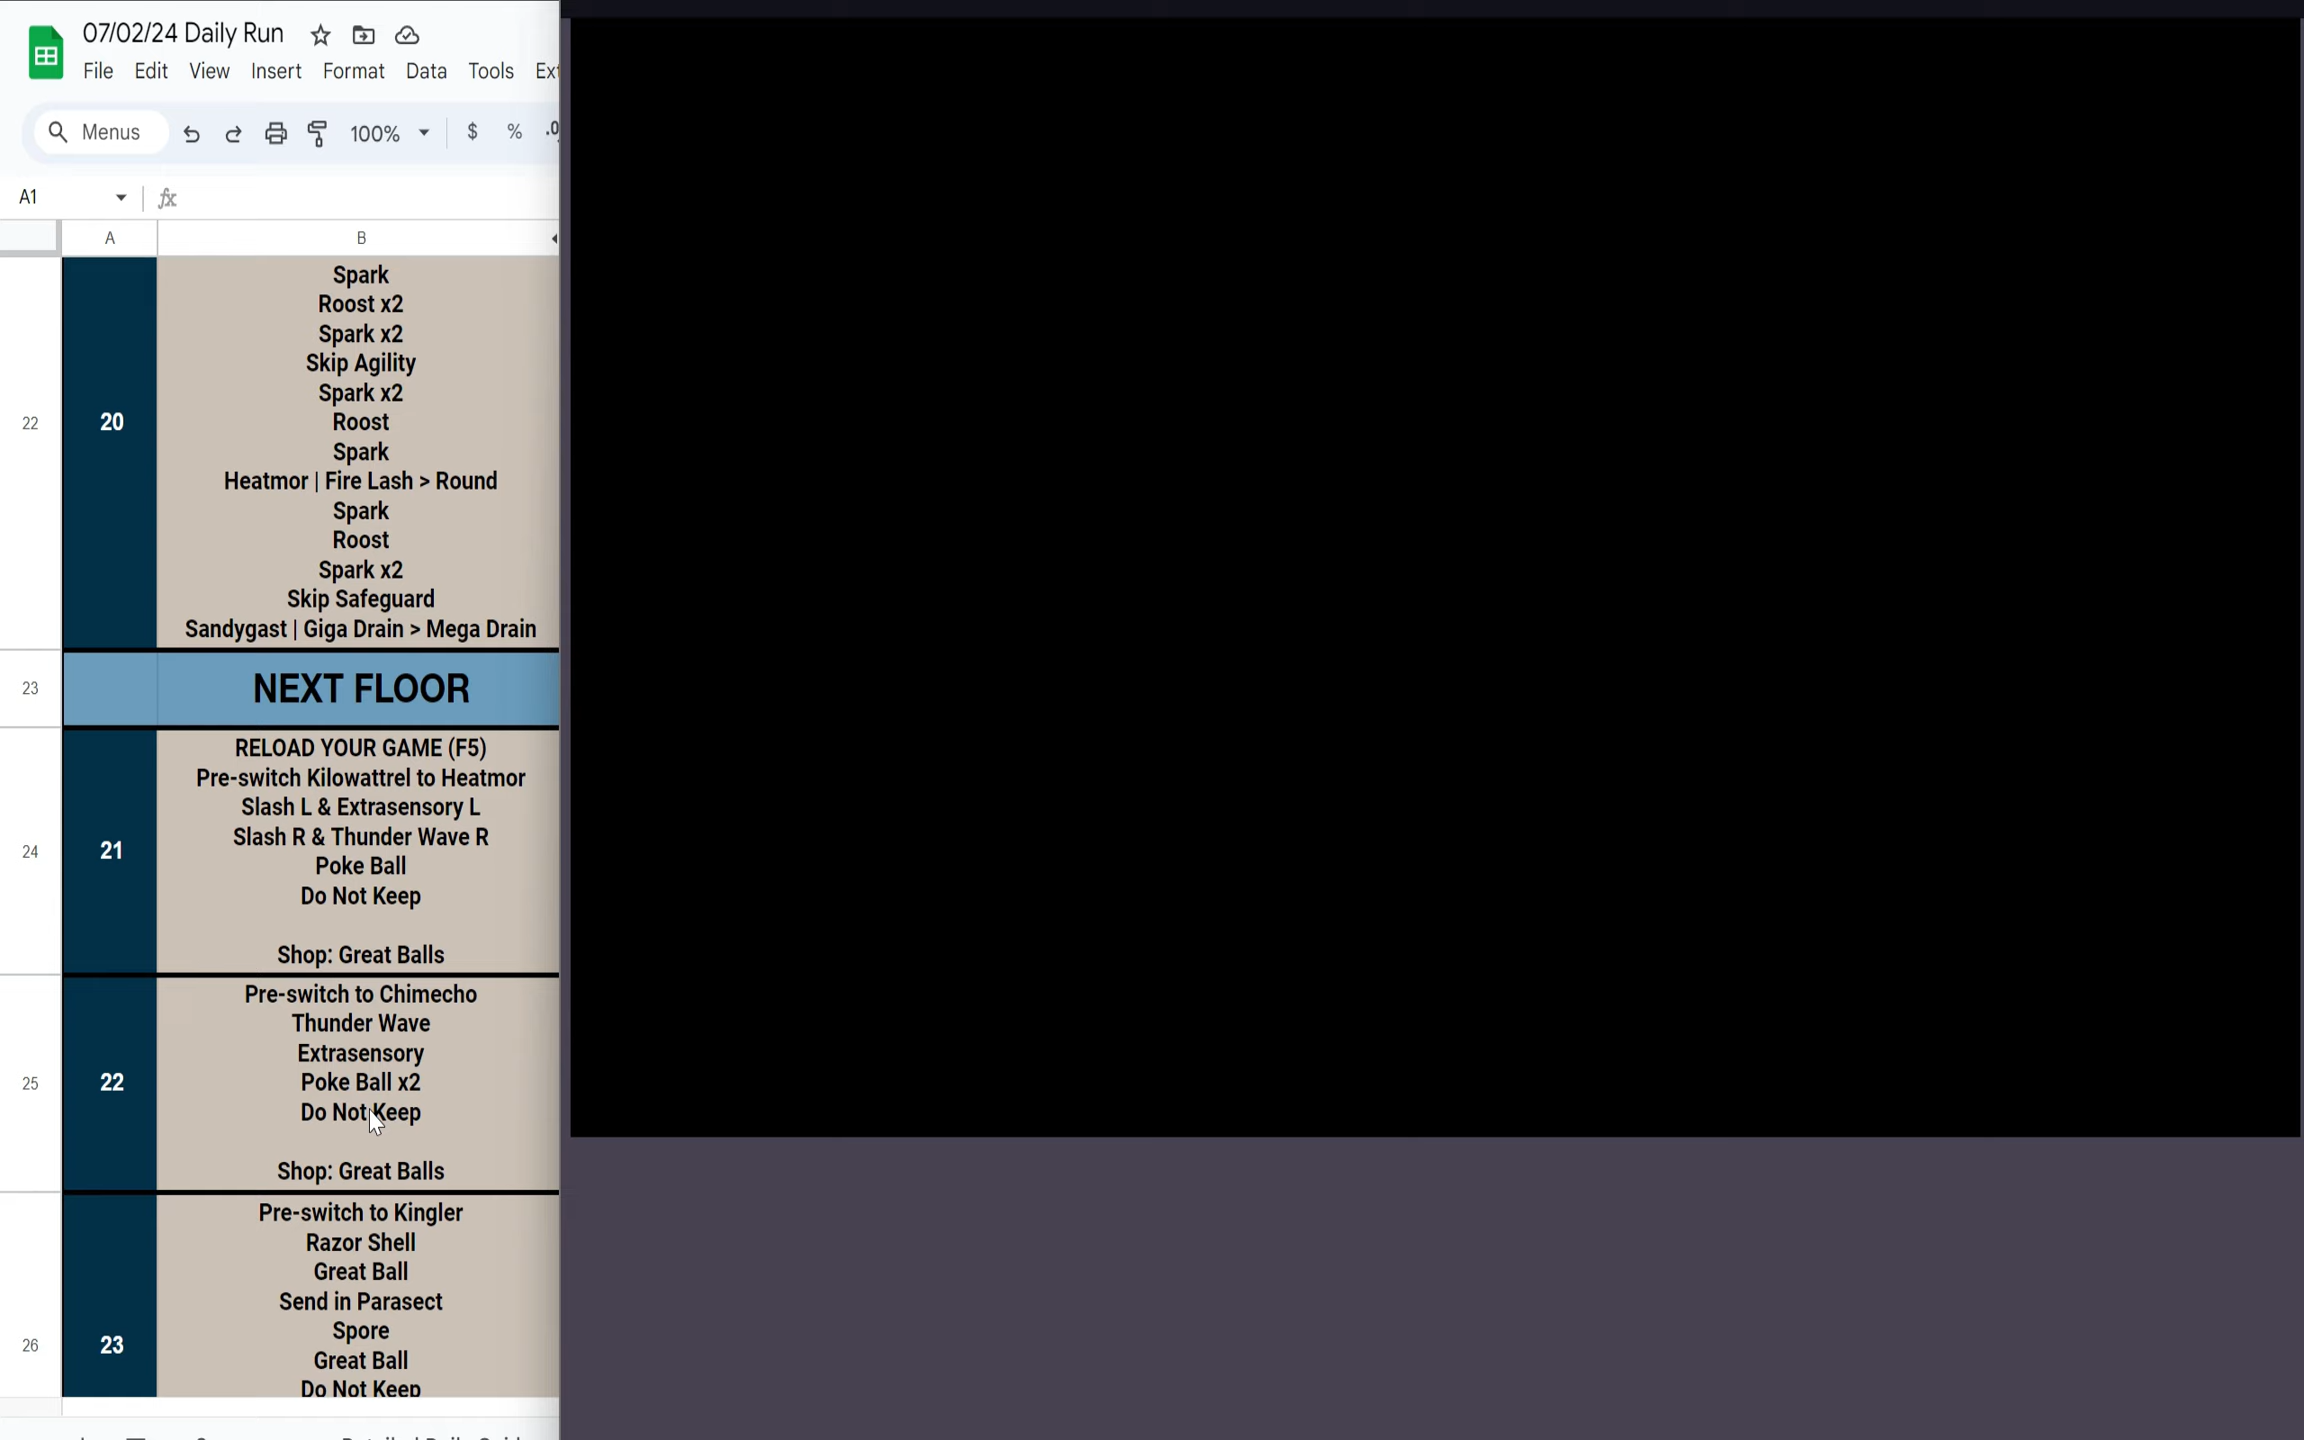 07/02/24 Daily Run
File Edit View Insert Format Data Tools Ext
Menus 100% $ % .0
A1 fx
A B
22 20
Spark
Roost x2
Spark x2
Skip Agility
Spark x2
Roost
Spark
Heatmor | Fire Lash > Round
Spark
Roost
Spark x2
Skip Safeguard
Sandygast | Giga Drain > Mega Drain
23 NEXT FLOOR
24 21
RELOAD YOUR GAME (F5)
Pre-switch Kilowattrel to Heatmor
Slash L & Extrasensory L
Slash R & Thunder Wave R
Poke Ball
Do Not Keep
Shop: Great Balls
25 22
Pre-switch to Chimecho
Thunder Wave
Extrasensory
Poke Ball x2
Do Not Keep
Shop: Great Balls
26 23
Pre-switch to Kingler
Razor Shell
Great Ball
Send in Parasect
Spore
Great Ball
Do Not Keep